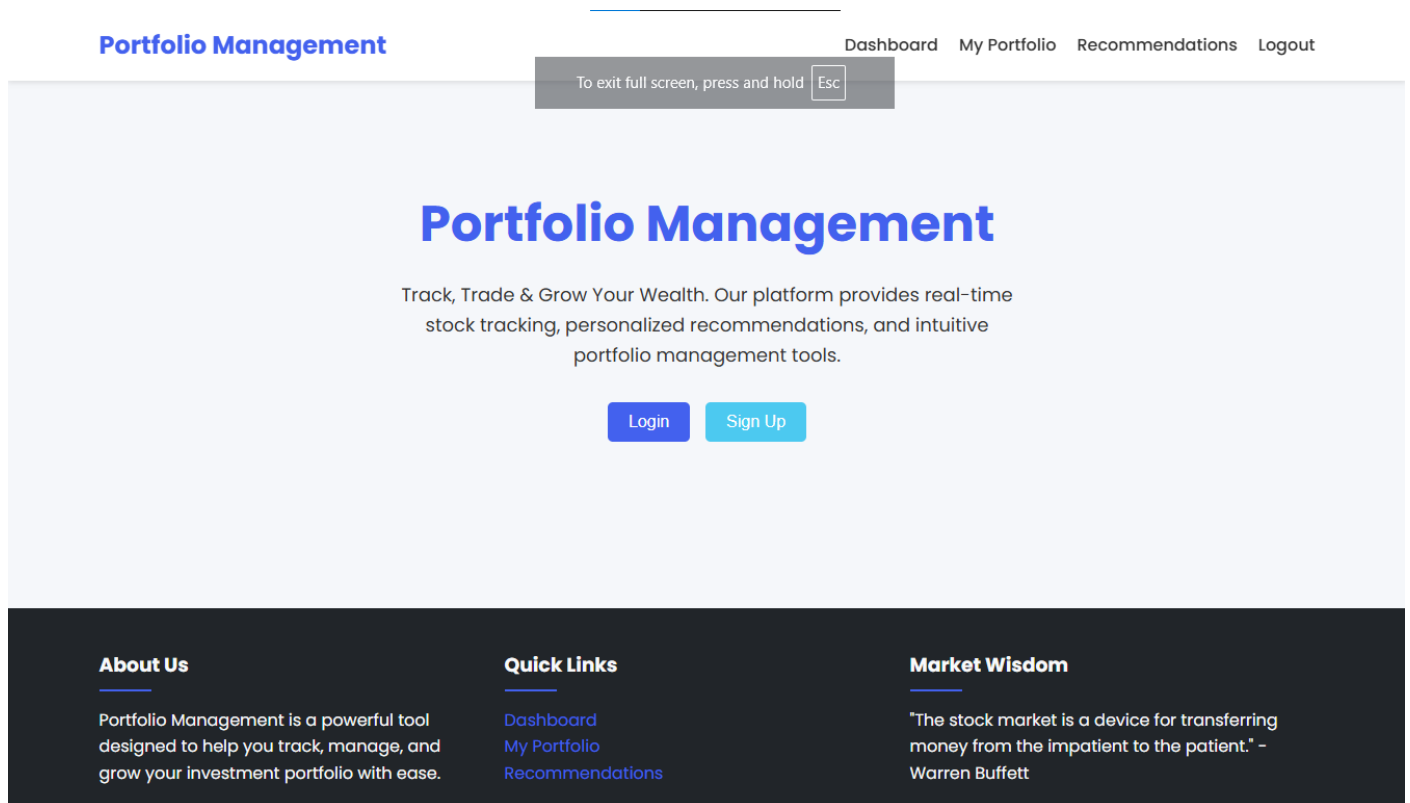 Portfolio Management
Dashboard My Portfolio Recommendations Logout
To exit full screen, press and hold Esc
Portfolio Management
Track, Trade & Grow Your Wealth. Our platform provides real-time
stock tracking, personalized recommendations, and intuitive
portfolio management tools.
Login Sign Up
About Us
Portfolio Management is a powerful tool
designed to help you track, manage, and
grow your investment portfolio with ease.
Quick Links
Dashboard
My Portfolio
Recommendations
Market Wisdom
"The stock market is a device for transferring
money from the impatient to the patient." -
Warren Buffett